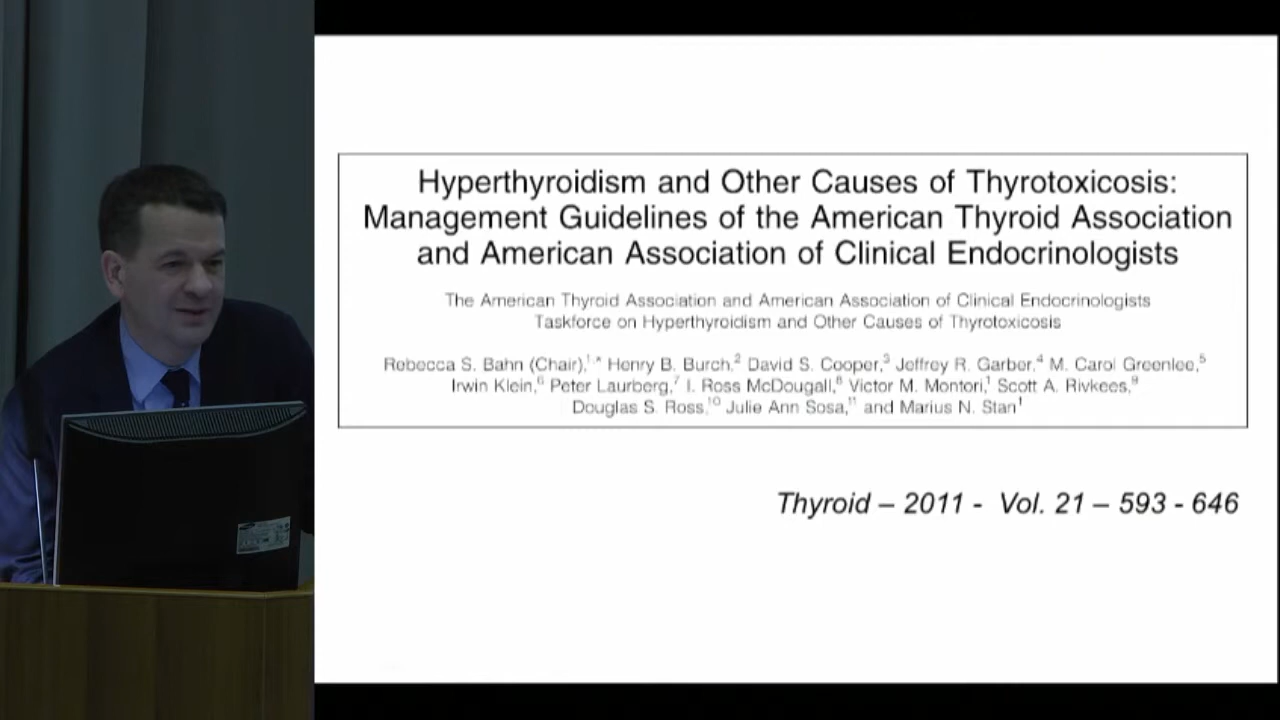 Hyperthyroidism and Other Causes of Thyrotoxicosis:
Management Guidelines of the American Thyroid Association
and American Association of Clinical Endocrinologists
The American Thyroid Association and American Association of Clinical Endocrinologists
Taskforce on Hyperthyroidism and Other Causes of Thyrotoxicosis
Rebecca S. Bahn (Chair),¹,* Henry B. Burch,² David S. Cooper,³ Jeffrey R. Garber,⁴ M. Carol Greenlee,⁵
Irwin Klein,⁶ Peter Laurberg,⁷ I. Ross McDougall,⁸ Victor M. Montori,¹ Scott A. Rivkees,⁹
Douglas S. Ross,¹⁰ Julie Ann Sosa,¹¹ and Marius N. Stan¹
Thyroid – 2011 - Vol. 21 – 593 - 646